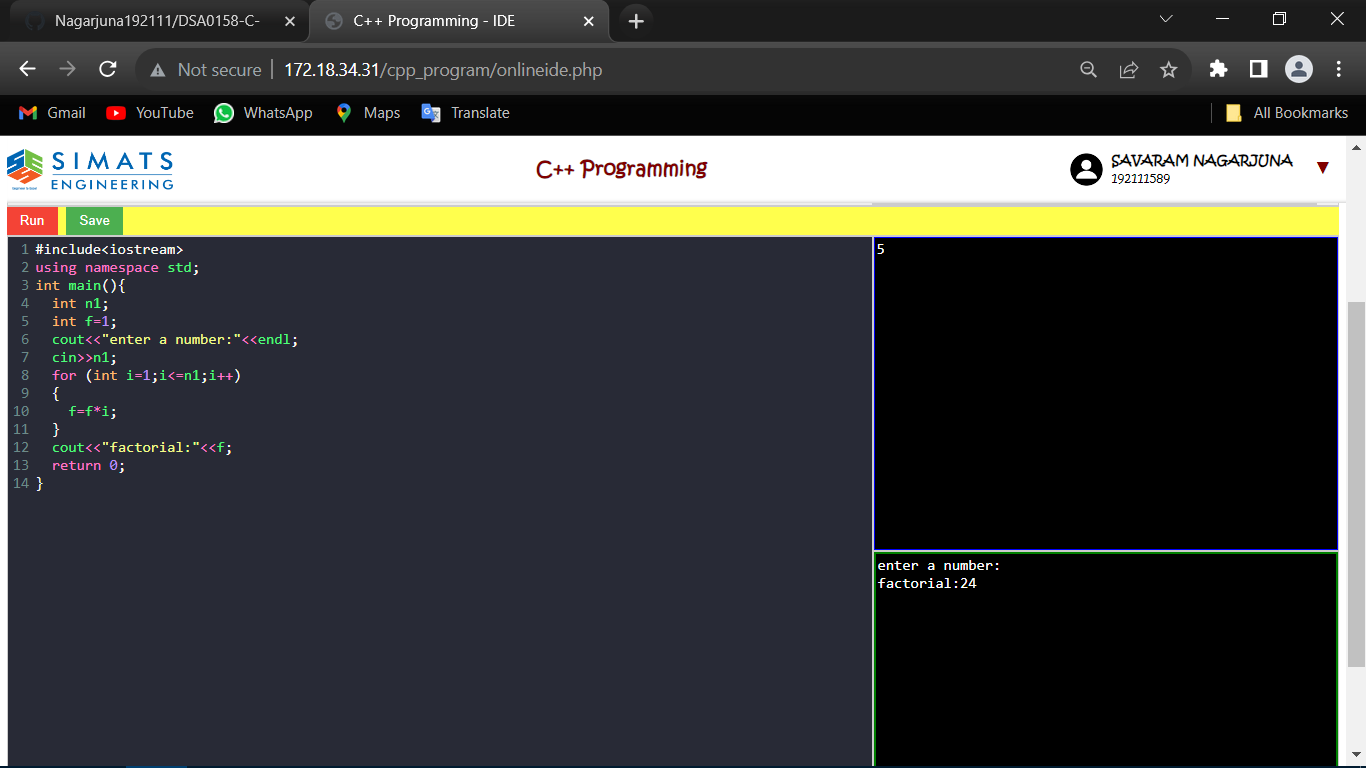 Nagarjuna192111/DSA0158-C-
C++ Programming - IDE
Not secure 172.18.34.31/cpp_program/onlineide.php
Gmail YouTube WhatsApp Maps Translate All Bookmarks
SIMATS
ENGINEERING
C++ Programming
SAVARAM NAGARJUNA
192111589
Run Save
1 #include<iostream>
2 using namespace std;
3 int main(){
4   int n1;
5   int f=1;
6   cout<<"enter a number:"<<endl;
7   cin>>n1;
8   for (int i=1;i<=n1;i++)
9   {
10     f=f*i;
11   }
12   cout<<"factorial:"<<f;
13   return 0;
14 }
5
enter a number:
factorial:24